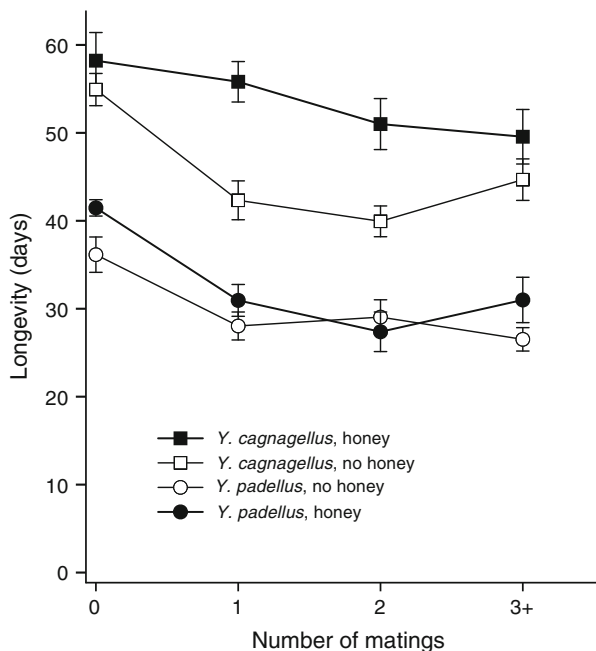 60
50
40
30
20
10
0
Longevity (days)
Y. cagnagellus, honey
Y. cagnagellus, no honey
Y. padellus, no honey
Y. padellus, honey
0 1 2 3+
Number of matings